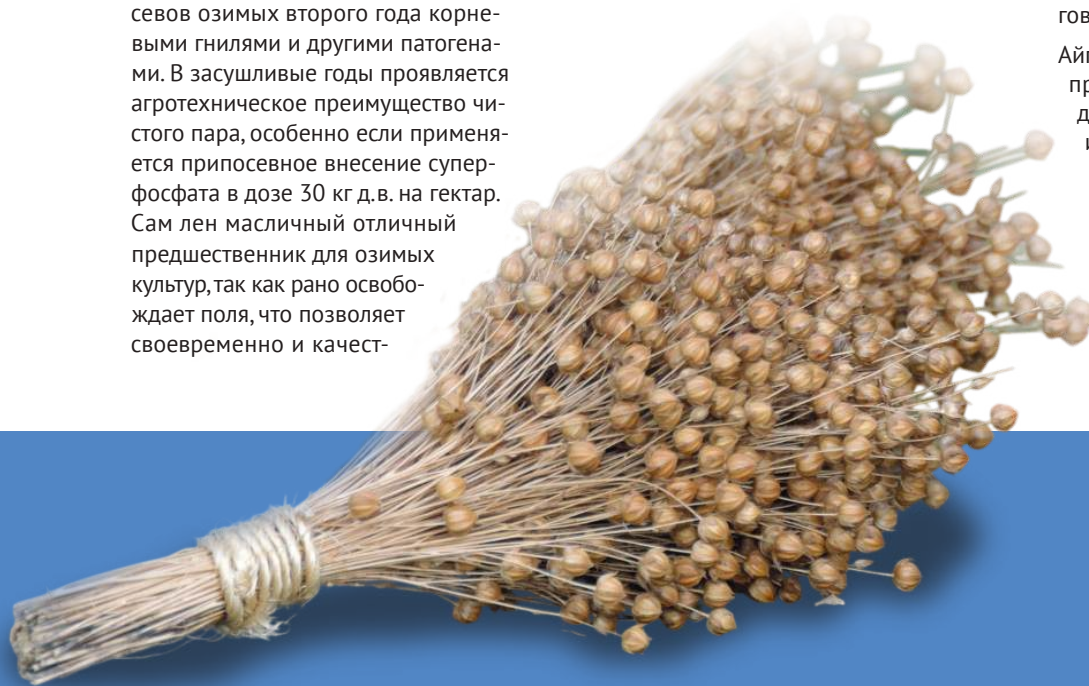 севов озимых второго года корне-
выми гнилями и другими патогена-
ми. В засушливые годы проявляется
агротехническое преимущество чи-
стого пара, особенно если применя-
ется припосевное внесение супер-
фосфата в дозе 30 кг д.в. на гектар.
Сам лен масличный отличный
предшественник для озимых
культур, так как рано освобо-
ждает поля, что позволяет
своевременно и качест-
гов